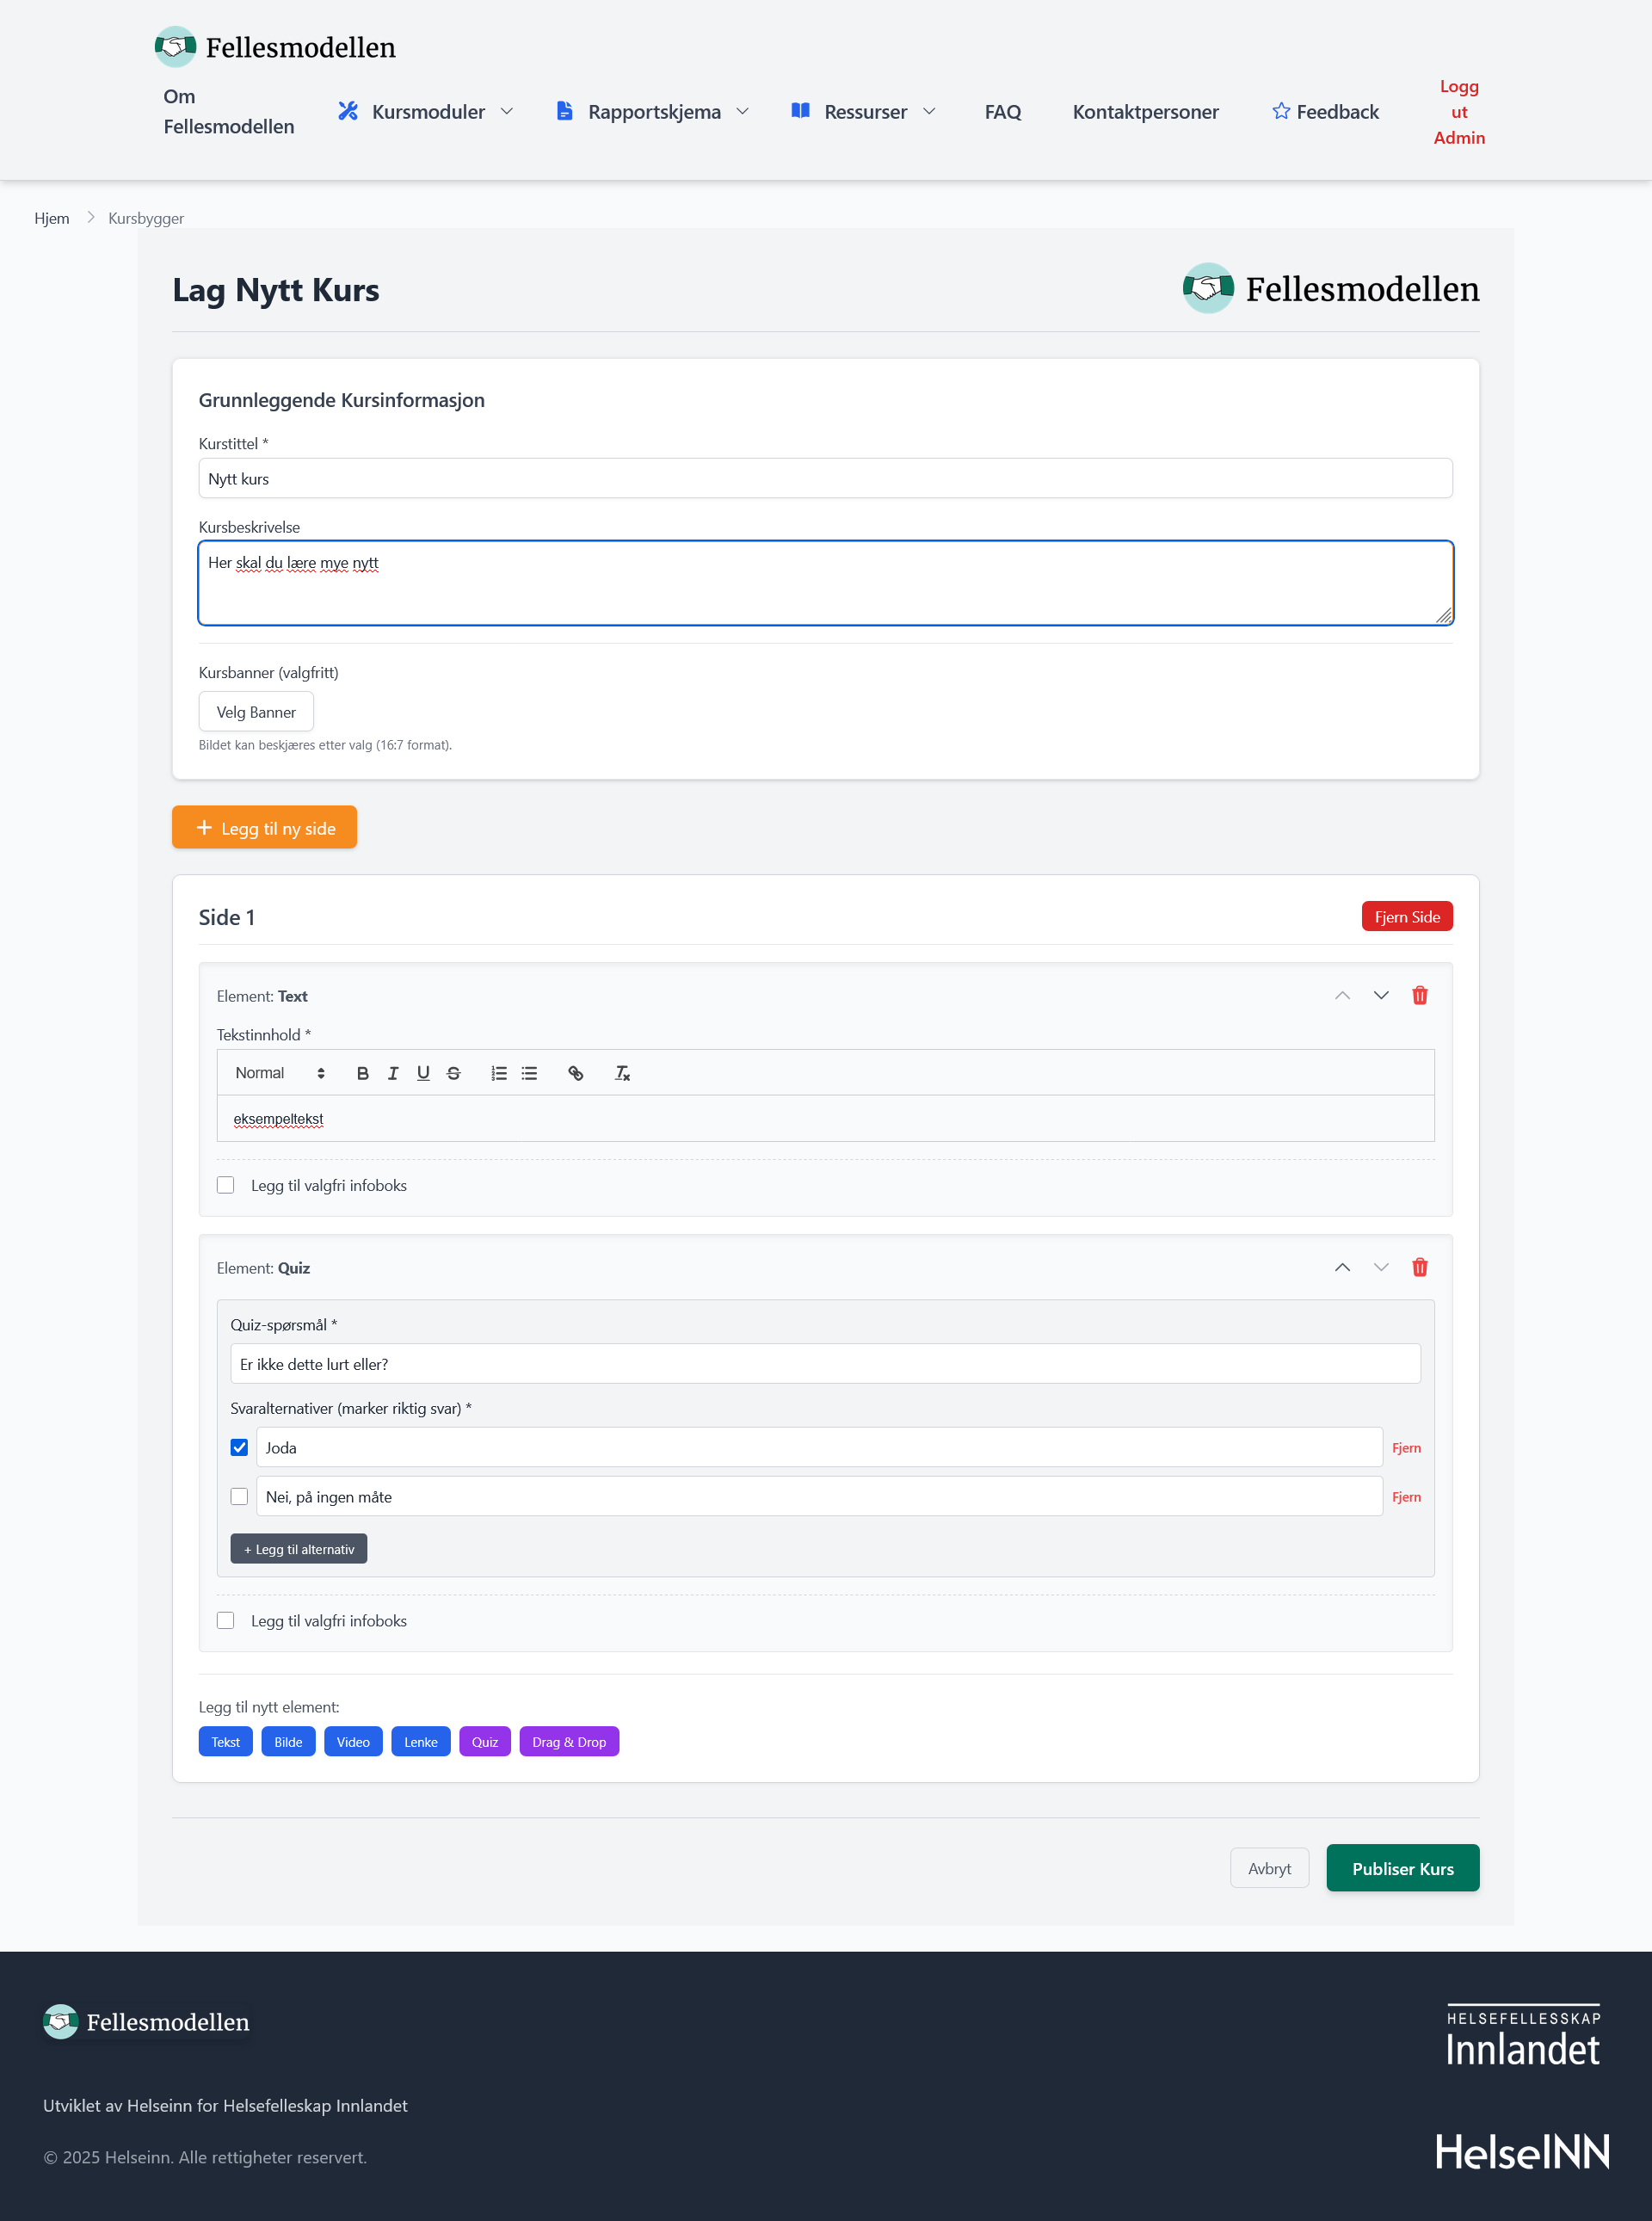 Fellesmodellen
Om
Fellesmodellen
Kursmoduler
Rapportskjema
Ressurser
FAQ
Kontaktpersoner
Feedback
Logg
ut
Admin
Hjem
Kursbygger
Lag Nytt Kurs
Fellesmodellen
Grunnleggende Kursinformasjon
Kurstittel *
Nytt kurs
Kursbeskrivelse
Her skal du lære mye nytt
Kursbanner (valgfritt)
Velg Banner
Bildet kan beskjæres etter valg (16:7 format).
+ Legg til ny side
Side 1
Fjern Side
Element: Text
Tekstinnhold *
Normal B I U S
eksempeltekst
Legg til valgfri infoboks
Element: Quiz
Quiz-spørsmål *
Er ikke dette lurt eller?
Svaralternativer (marker riktig svar) *
Joda
Fjern
Nei, på ingen måte
Fjern
+ Legg til alternativ
Legg til valgfri infoboks
Legg til nytt element:
Tekst Bilde Video Lenke Quiz Drag & Drop
Avbryt
Publiser Kurs
Fellesmodellen
HELSEFELLESSKAP
Innlandet
Utviklet av Helseinn for Helsefelleskap Innlandet
© 2025 Helseinn. Alle rettigheter reservert.
HelseINN